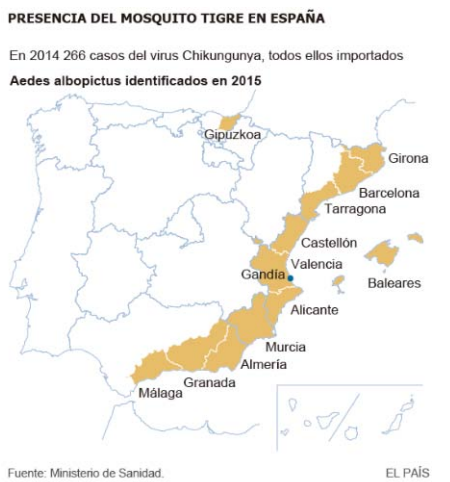 PRESENCIA DEL MOSQUITO TIGRE EN ESPAÑA
En 2014 266 casos del virus Chikungunya, todos ellos importados
Aedes albopictus identificados en 2015
Gipuzkoa
Girona
Barcelona
Tarragona
Castellón
Valencia
Gandía
Baleares
Alicante
Murcia
Almería
Granada
Málaga
Fuente: Ministerio de Sanidad.
EL PAÍS